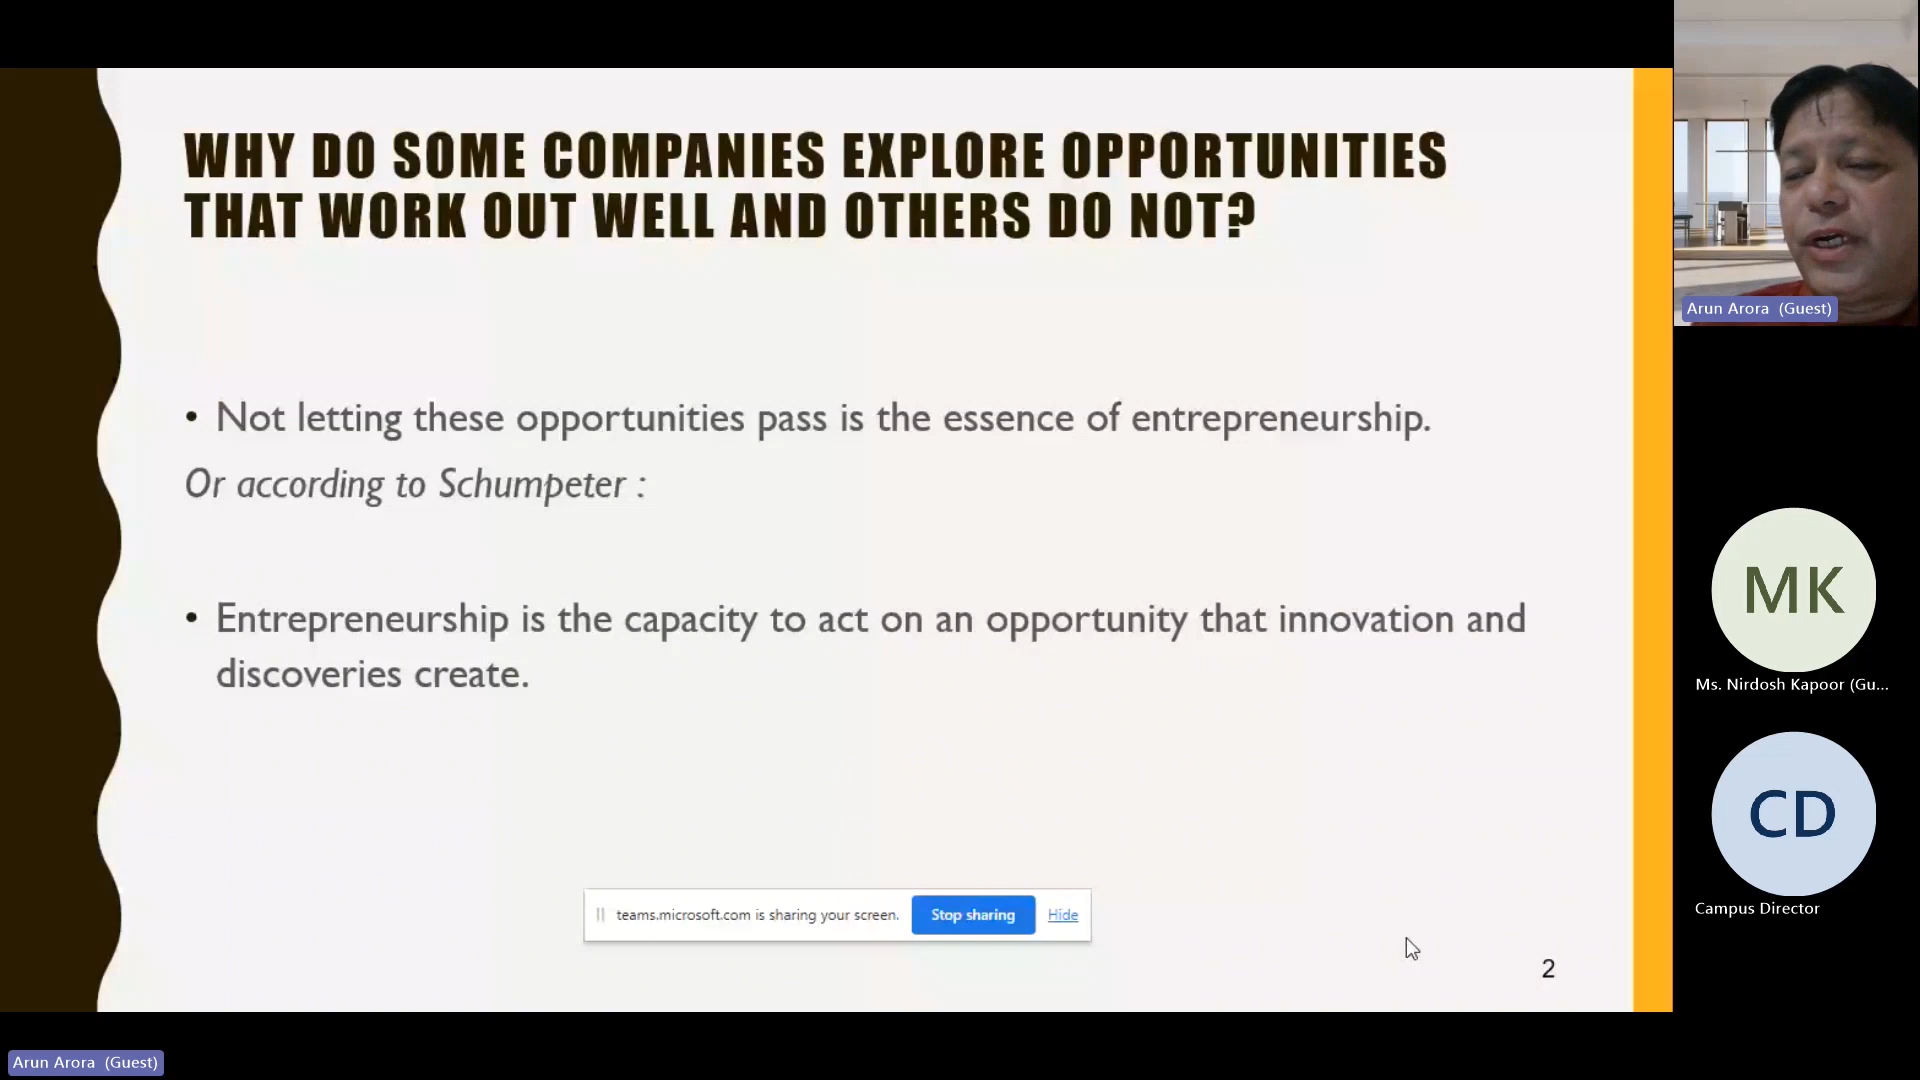 WHY DO SOME COMPANIES EXPLORE OPPORTUNITIES
THAT WORK OUT WELL AND OTHERS DO NOT?
• Not letting these opportunities pass is the essence of entrepreneurship.
Or according to Schumpeter :
• Entrepreneurship is the capacity to act on an opportunity that innovation and
discoveries create.
teams.microsoft.com is sharing your screen. Stop sharing Hide
2
Arun Arora (Guest)
MK
Ms. Nirdosh Kapoor (Gu...
CD
Campus Director
Arun Arora (Guest)